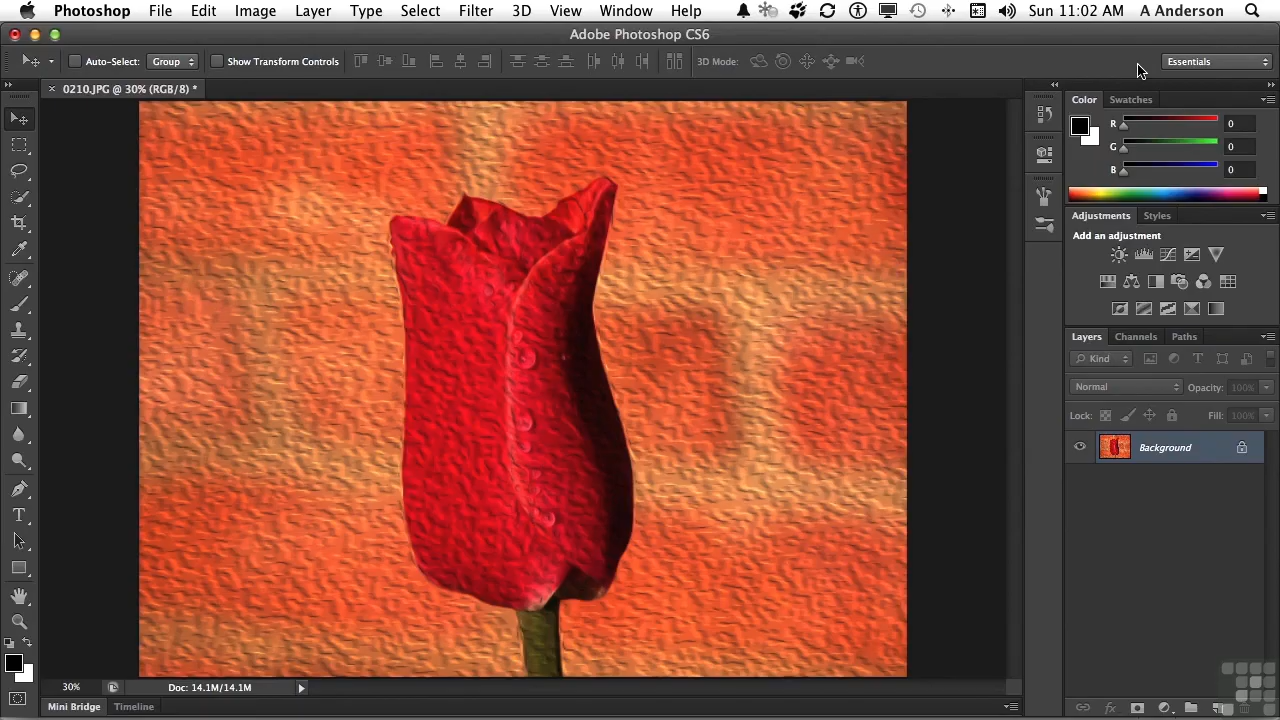 Photoshop File Edit Image Layer Type Select Filter 3D View Window Help Sun 11:02 AM A Anderson
Adobe Photoshop CS6
Auto-Select: Group Show Transform Controls 3D Mode: Essentials
0210.JPG @ 30% (RGB/8) *
Color Swatches
R 0
G 0
B 0
Adjustments Styles
Add an adjustment
Layers Channels Paths
Kind
Normal Opacity: 100%
Lock: Fill: 100%
Background
30% Doc: 14.1M/14.1M
Mini Bridge Timeline